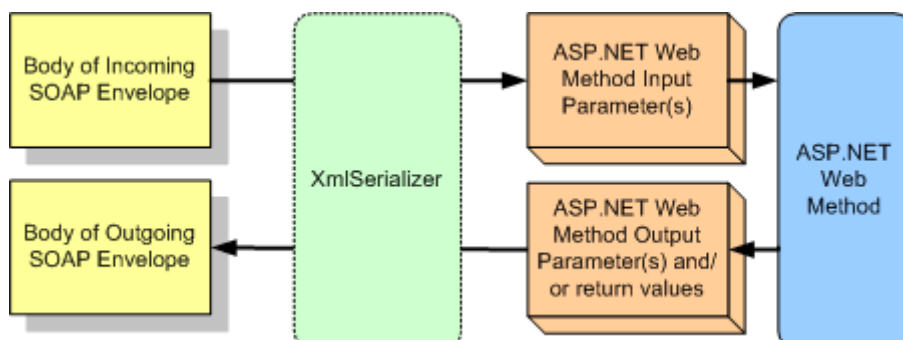 Body of Incoming
SOAP Envelope
XmlSerializer
ASP.NET Web
Method Input
Parameter(s)
ASP.NET
Web
Method
Body of Outgoing
SOAP Envelope
ASP.NET Web
Method Output
Parameter(s) and/
or return values